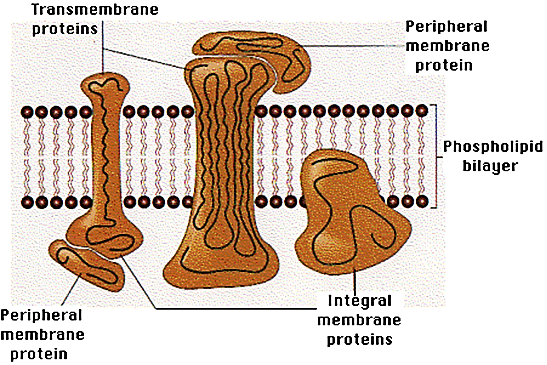 Transmembrane
proteins
Peripheral
membrane
protein
Phospholipid
bilayer
Integral
membrane
proteins
Peripheral
membrane
protein